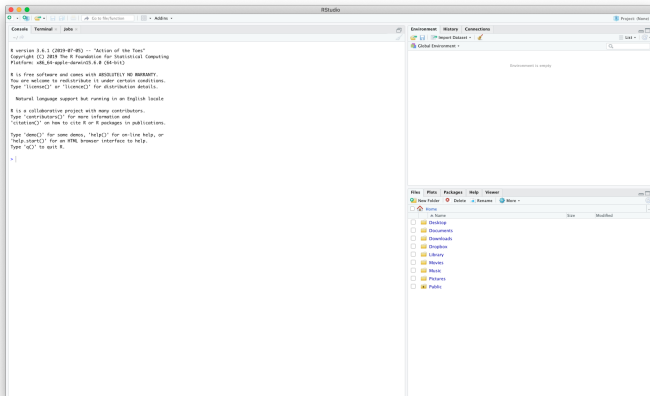 RStudio
Go to file/function
Addins
Project: (None)
Console Terminal Jobs
R version 3.6.1 (2019-07-05) -- "Action of the Toes"
Copyright (C) 2019 The R Foundation for Statistical Computing
Platform: x86_64-apple-darwin15.6.0 (64-bit)
R is free software and comes with ABSOLUTELY NO WARRANTY.
You are welcome to redistribute it under certain conditions.
Type 'license()' or 'licence()' for distribution details.
Natural language support but running in an English locale
R is a collaborative project with many contributors.
Type 'contributors()' for more information and
'citation()' on how to cite R or R packages in publications.
Type 'demo()' for some demos, 'help()' for on-line help, or
'help.start()' for an HTML browser interface to help.
Type 'q()' to quit R.
>
Environment History Connections
Import Dataset
List
Global Environment
Environment is empty
Files Plots Packages Help Viewer
New Folder Delete Rename More
Home
Name Size Modified
Desktop
Documents
Downloads
Dropbox
Library
Movies
Music
Pictures
Public